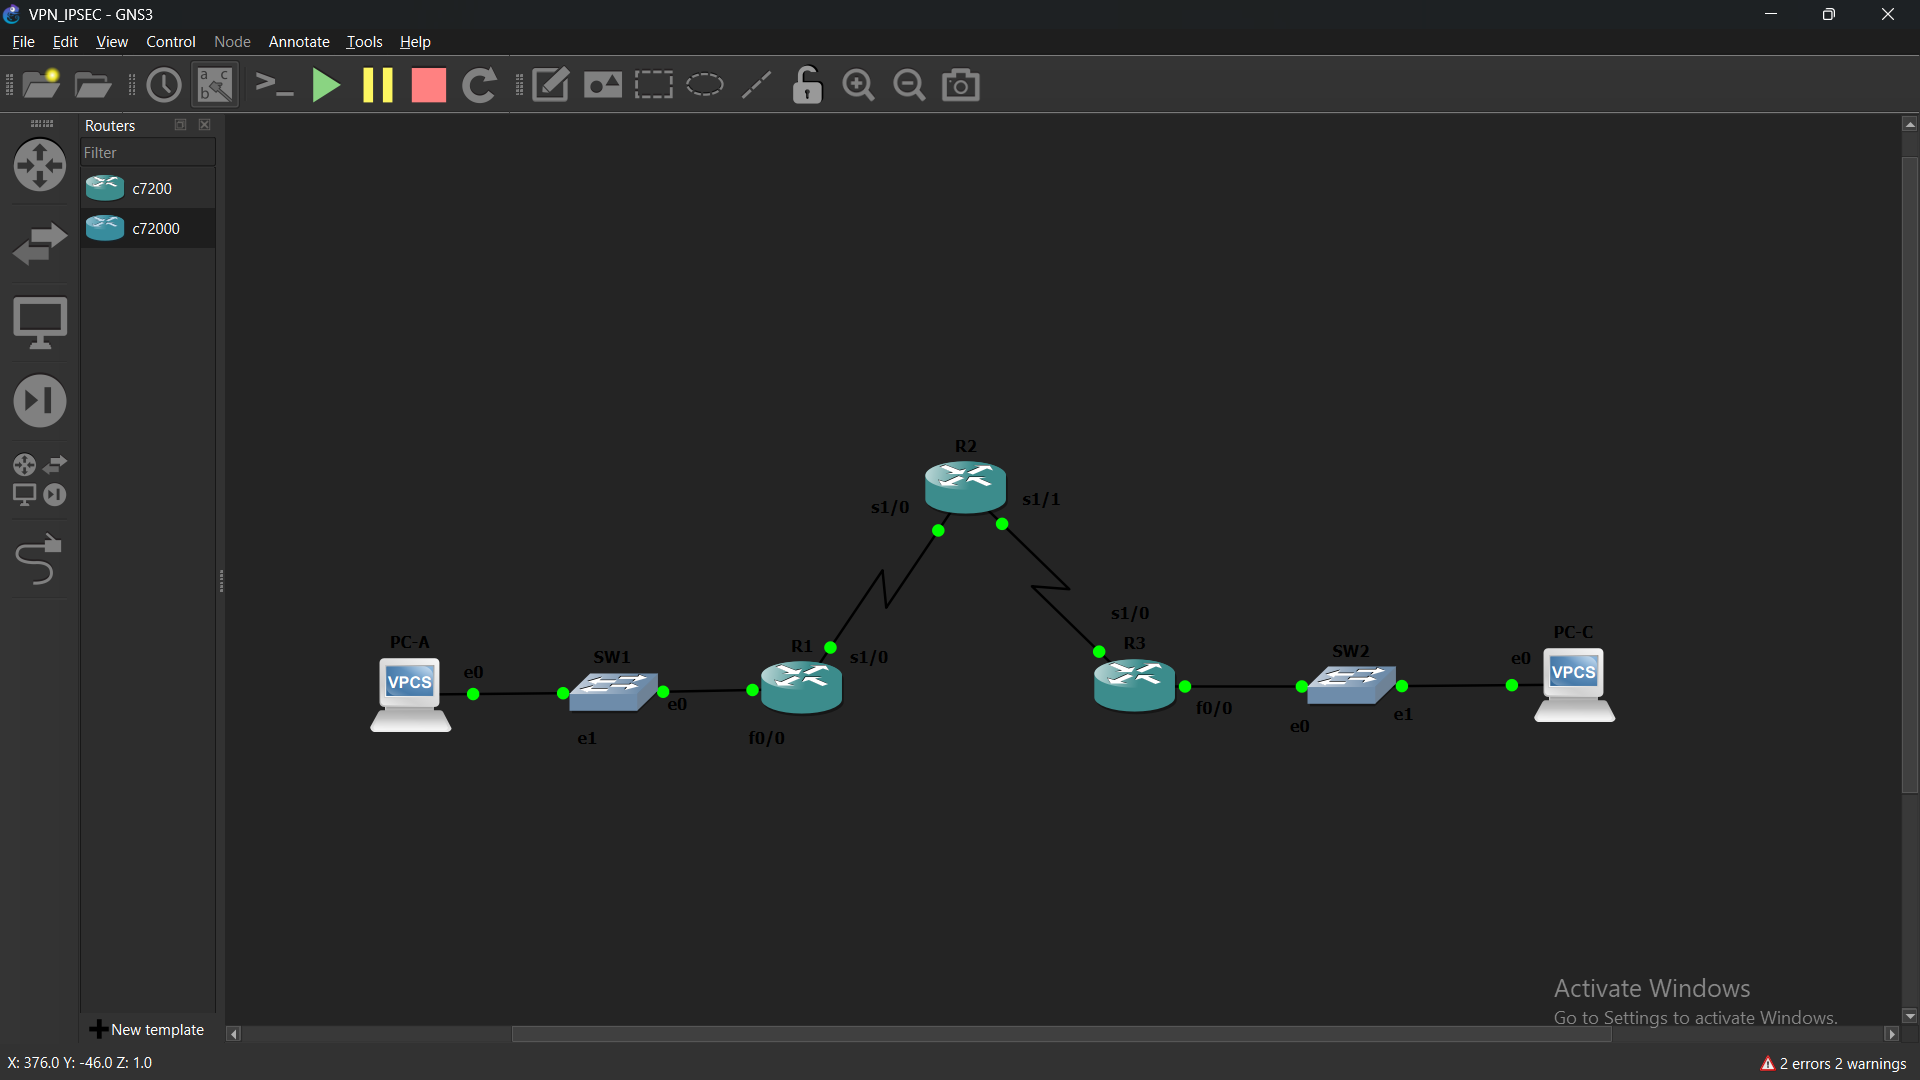 VPN_IPSEC - GNS3
File Edit View Control Node Annotate Tools Help
a c
b
Routers
Filter
c7200
c72000
R2
s1/0
s1/1
s1/0
PC-A
SW1
R1
s1/0
R3
SW2
PC-C
VPCS
e0
e0
e1
f0/0
f0/0
e0
e1
e0
VPCS
Activate Windows
Go to Settings to activate Windows.
New template
X: 376.0 Y: -46.0 Z: 1.0
2 errors 2 warnings